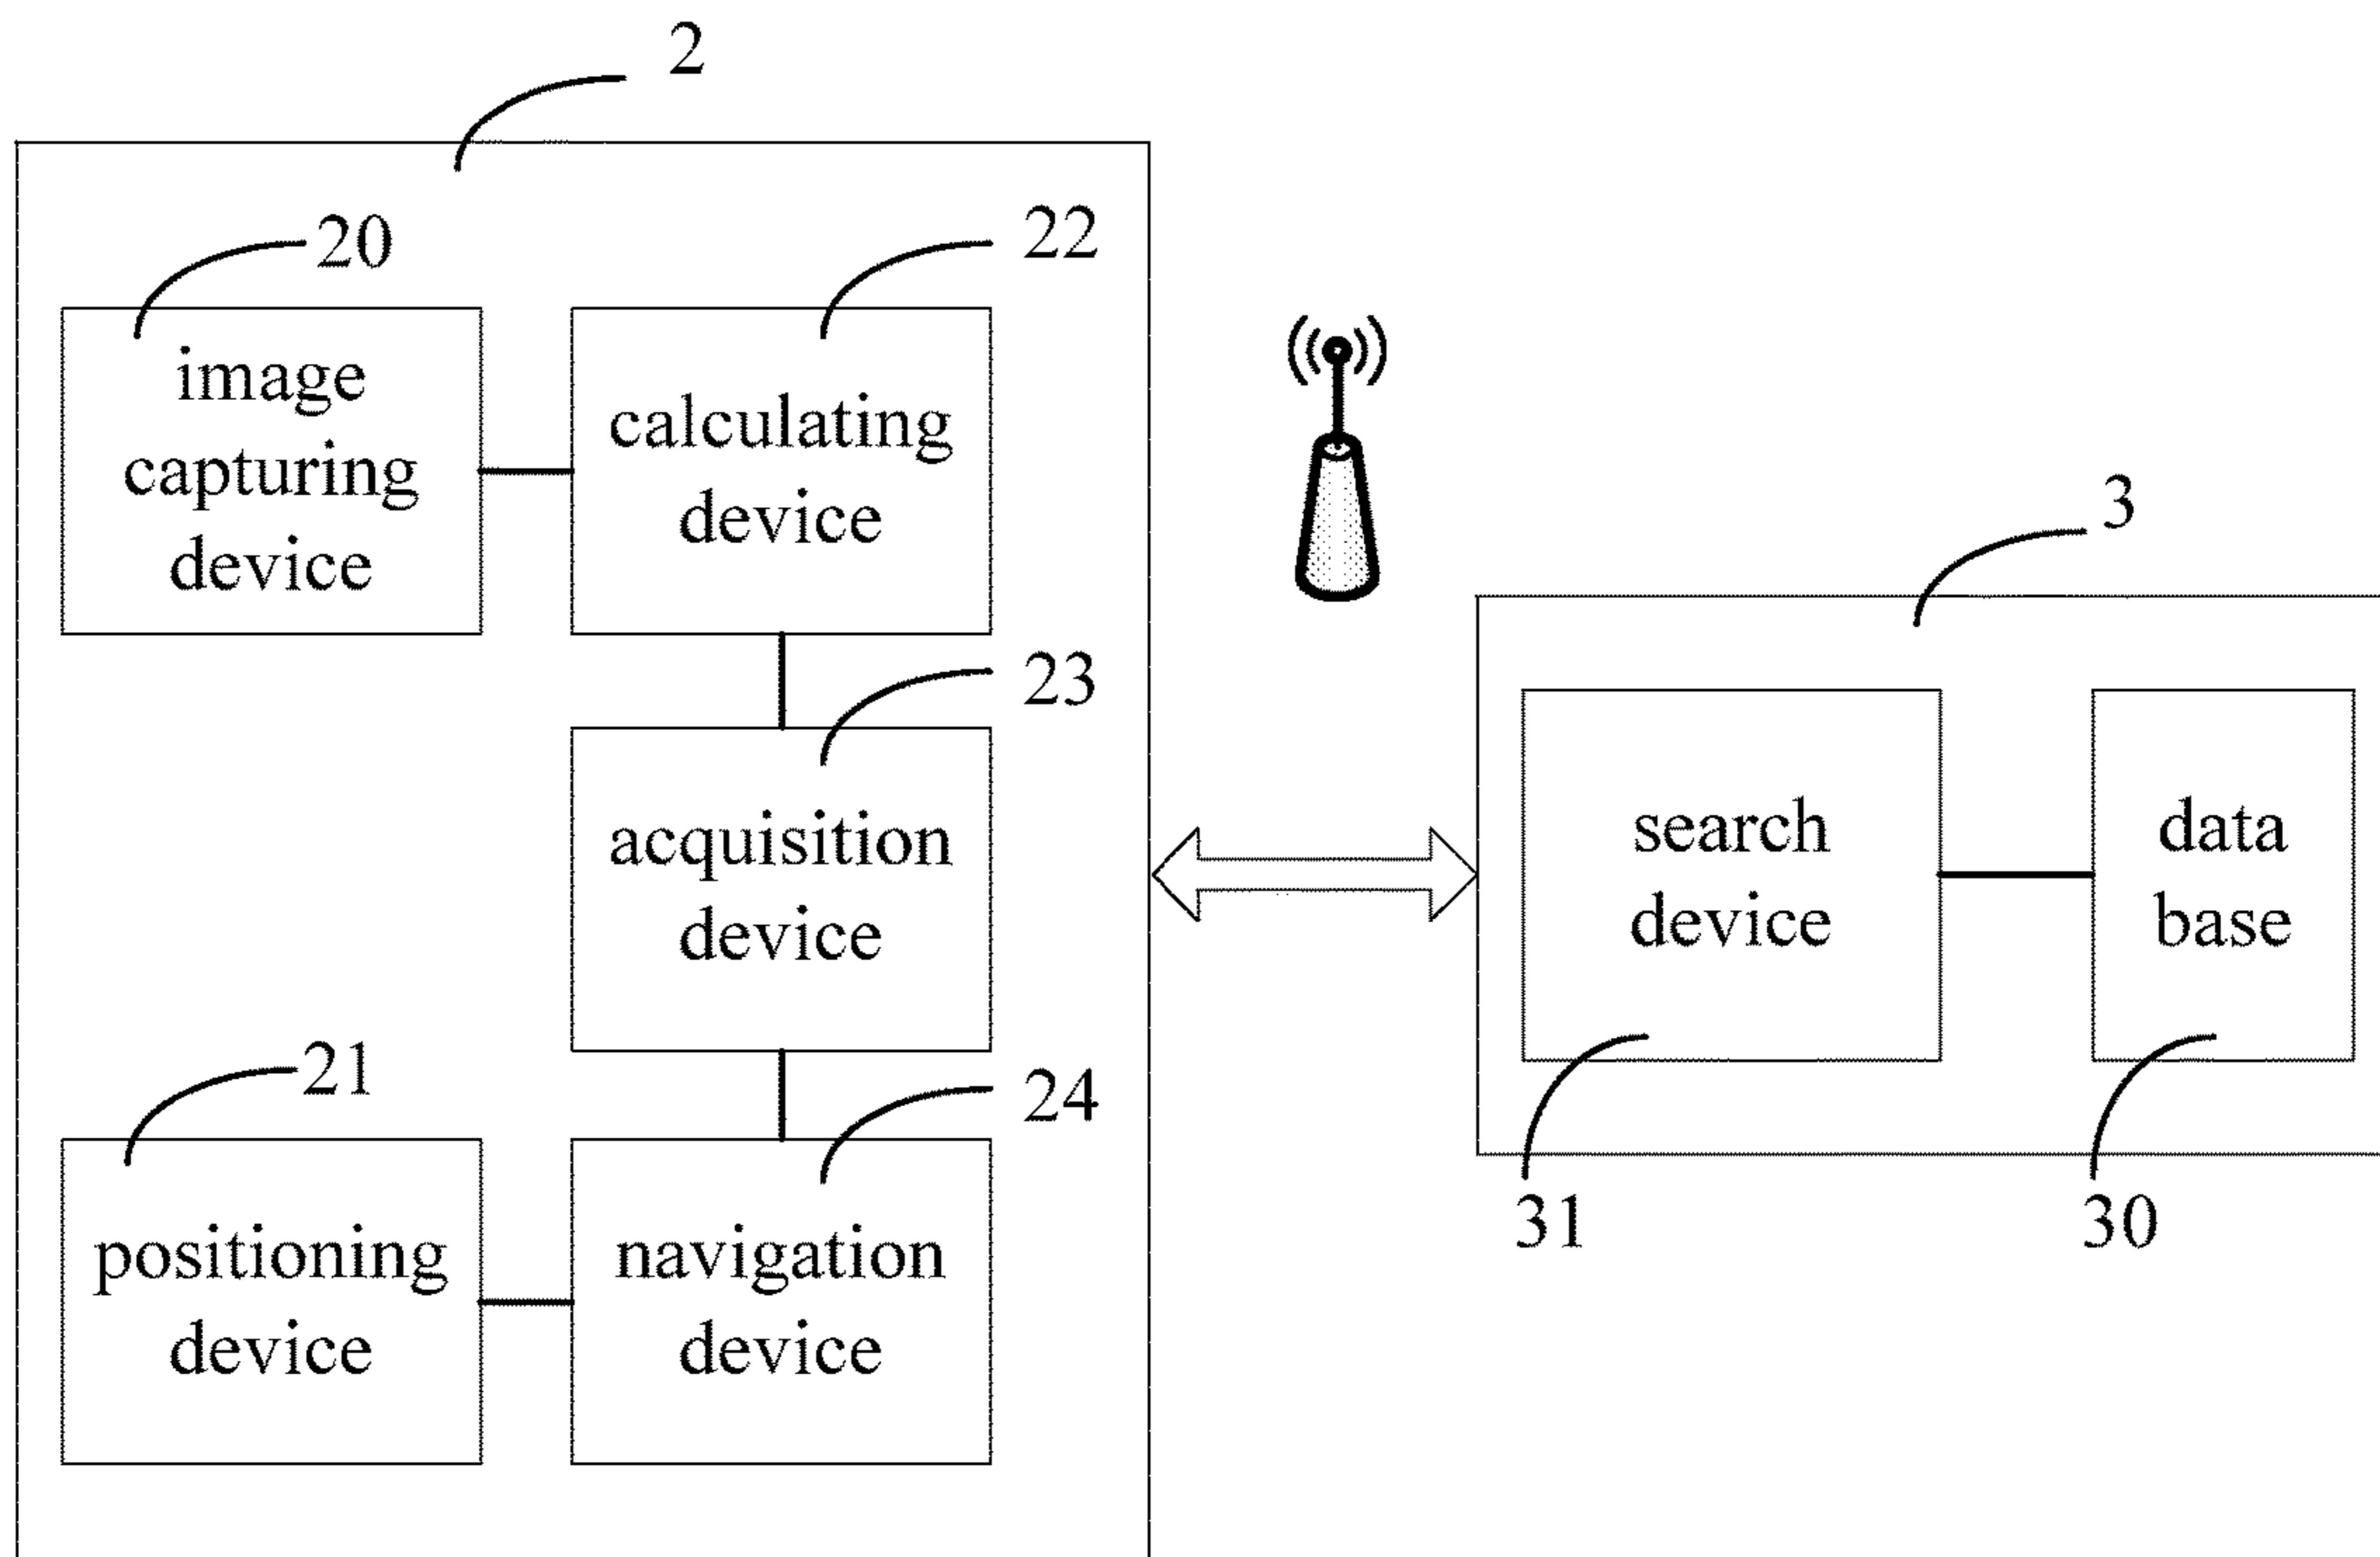 2
20
22
image
capturing
device
calculating
device
23
acquisition
device
21
24
positioning
device
navigation
device
3
search
device
data
base
31
30